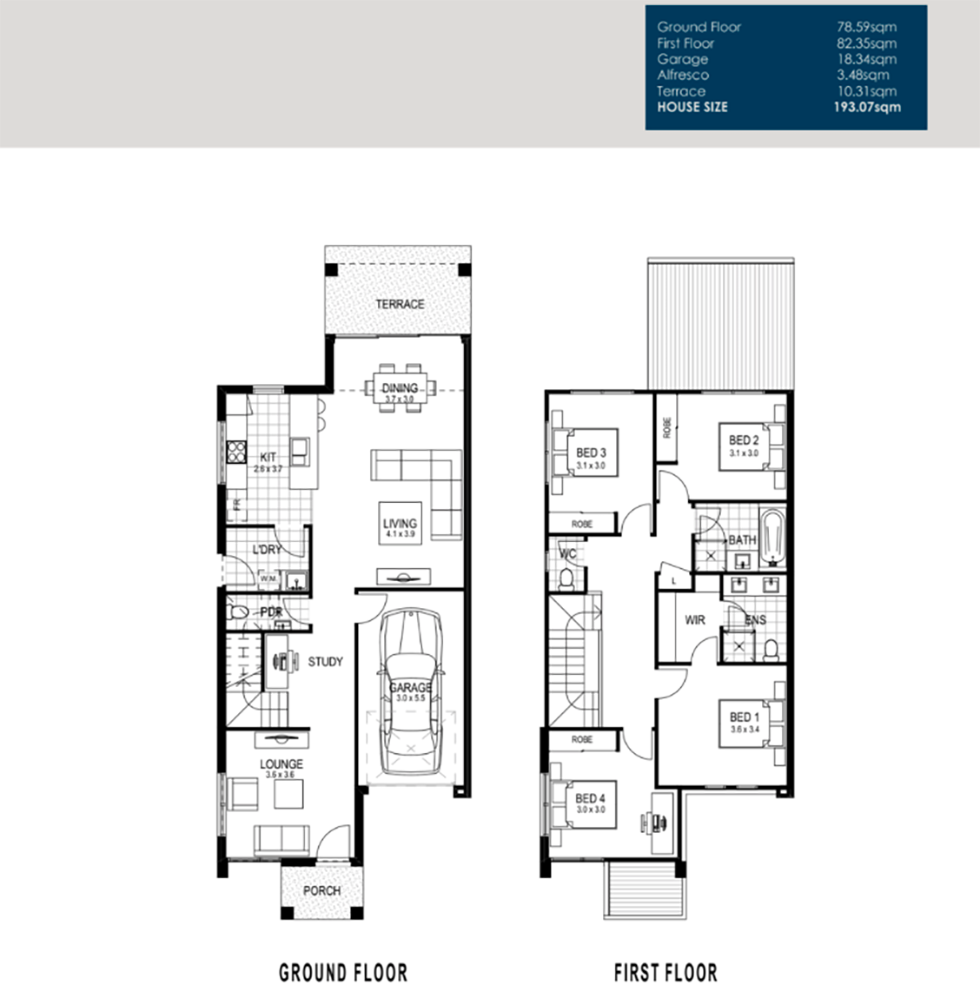 Ground Floor 78.59sqm
First Floor 82.35sqm
Garage 18.34sqm
Alfresco 3.48sqm
Terrace 10.31sqm
HOUSE SIZE 193.07sqm
TERRACE
DINING
3.7 x 3.0
KIT
2.6 x 3.7
FR
LIVING
4.1 x 3.9
L'DRY
W.M.
PDR
STUDY
GARAGE
3.0 x 5.5
LOUNGE
3.6 x 3.6
PORCH
GROUND FLOOR
BED 3
3.1 x 3.0
ROBE
ROBE
BED 2
3.1 x 3.0
WC
BATH
L
WIR
ENS
BED 1
3.6 x 3.4
ROBE
BED 4
3.0 x 3.0
FIRST FLOOR